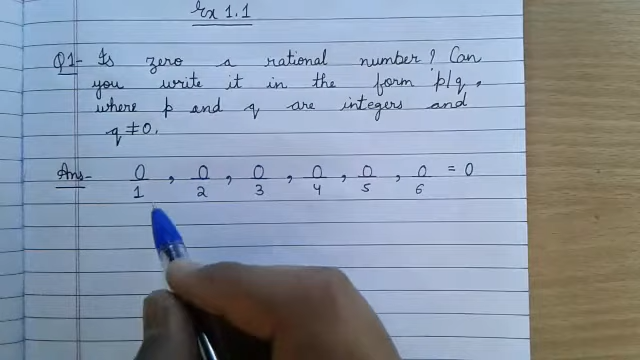 Ex 1.1
Q1- Is zero a rational number? Can
you write it in the form p/q,
where p and q are integers and
q ≠ 0.
Ans- 0/1, 0/2, 0/3, 0/4, 0/5, 0/6 = 0